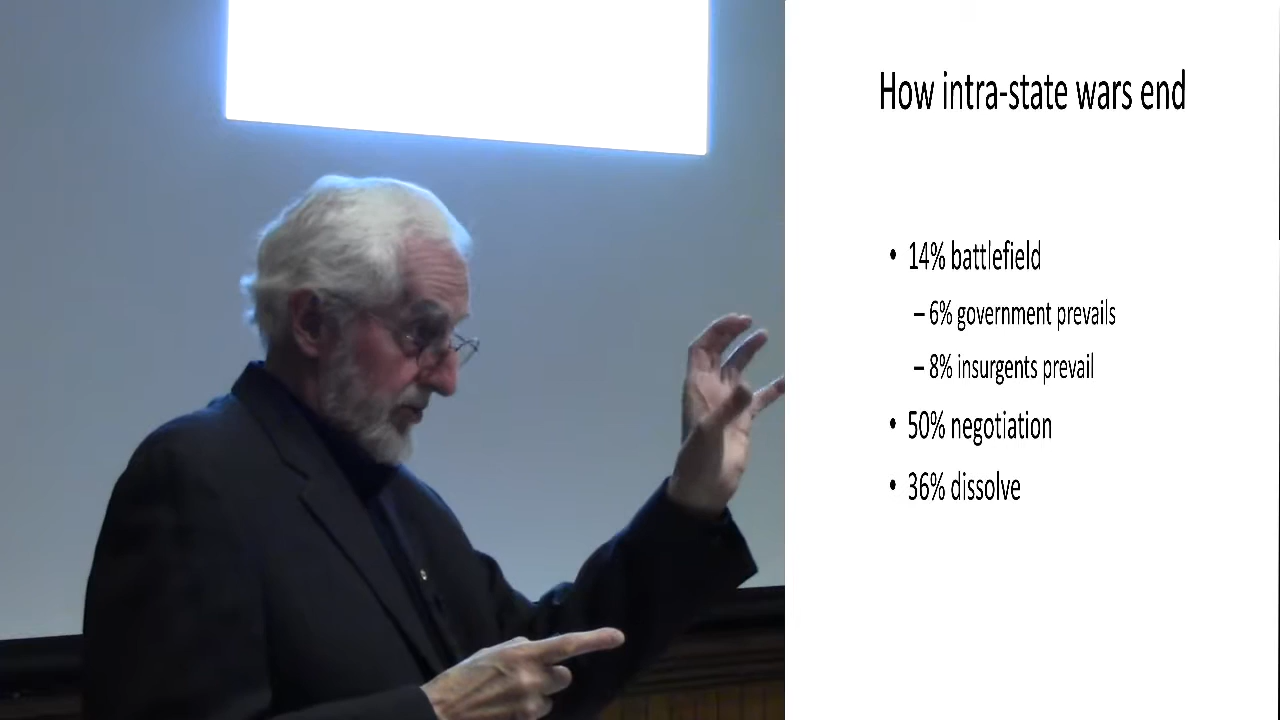 How intra-state wars end
• 14% battlefield
– 6% government prevails
– 8% insurgents prevail
• 50% negotiation
• 36% dissolve